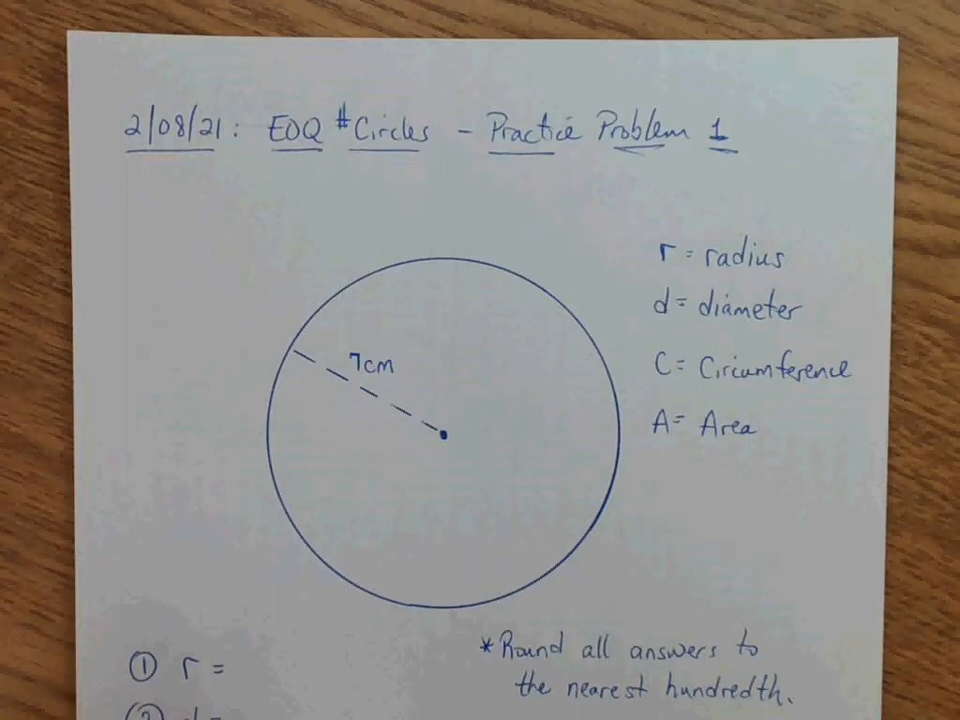 2/08/21: EOQ #Circles - Practice Problem 1
r = radius
d = diameter
7cm
C = Circumference
A = Area
*Round all answers to
the nearest hundredth.
① r =
② d =